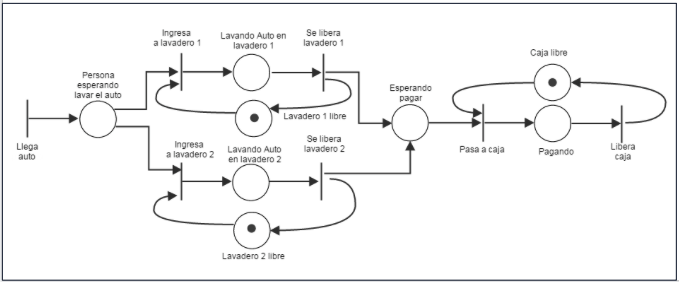 Ingresa
a lavadero 1
Lavando Auto en
lavadero 1
Se libera
lavadero 1
Caja libre
Persona
esperando
lavar el auto
Esperando
pagar
Lavadero 1 libre
Llega
auto
Ingresa
a lavadero 2
Lavando Auto
en lavadero 2
Se libera
lavadero 2
Pasa a caja
Pagando
Libera
caja
Lavadero 2 libre